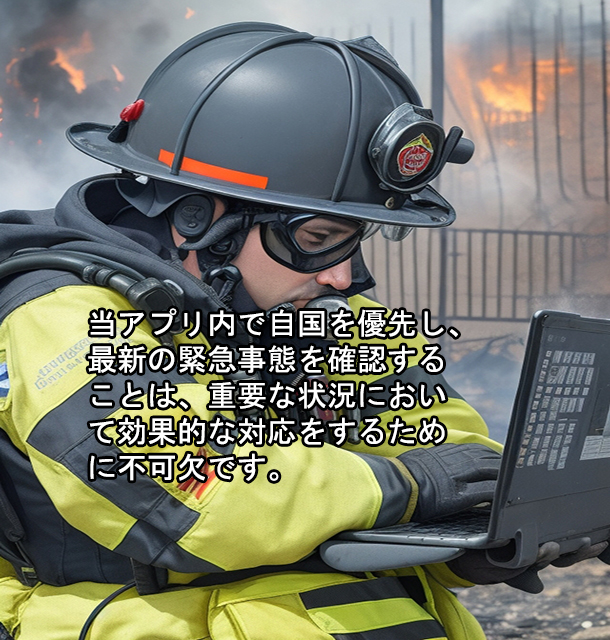 当アプリ内で自国を優先し、
最新の緊急事態を確認する
ことは、重要な状況におい
て効果的な対応をするため
に不可欠です。